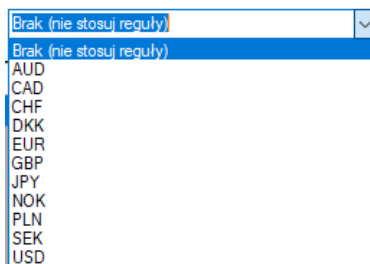 Brak (nie stosuj reguły)
Brak (nie stosuj reguły)
AUD
CAD
CHF
DKK
EUR
GBP
JPY
NOK
PLN
SEK
USD